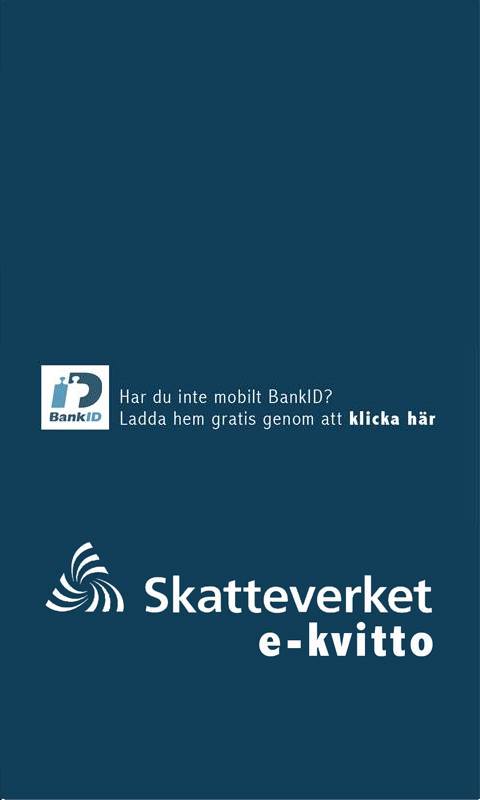 BankID
Har du inte mobilt BankID?
Ladda hem gratis genom att klicka här
Skatteverket
e-kvitto